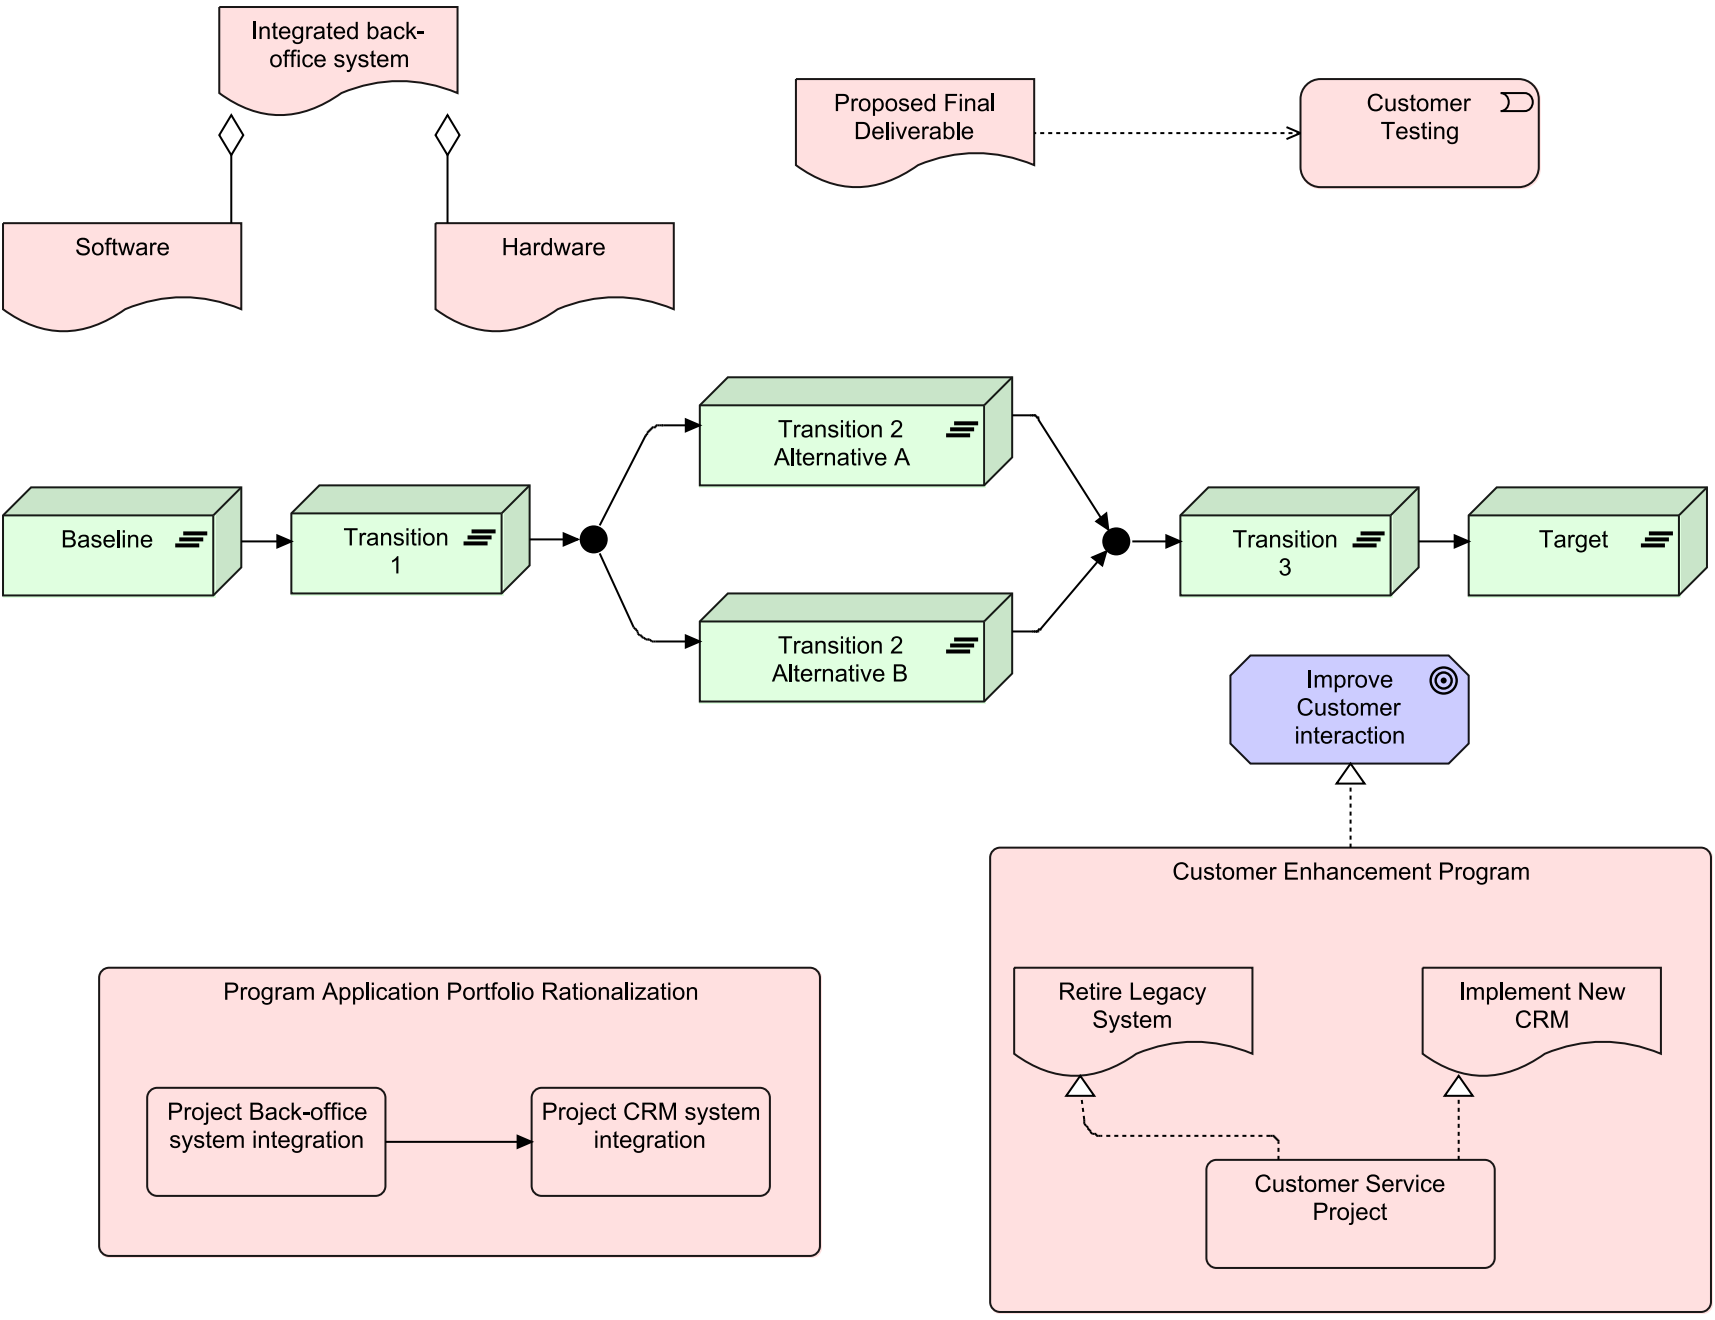 Integrated back-
office system
Proposed Final
Deliverable
Customer
Testing
Software
Hardware
Transition 2
Alternative A
Baseline
Transition
1
Transition
3
Target
Transition 2
Alternative B
Improve
Customer
interaction
Customer Enhancement Program
Program Application Portfolio Rationalization
Retire Legacy
System
Implement New
CRM
Project Back-office
system integration
Project CRM system
integration
Customer Service
Project